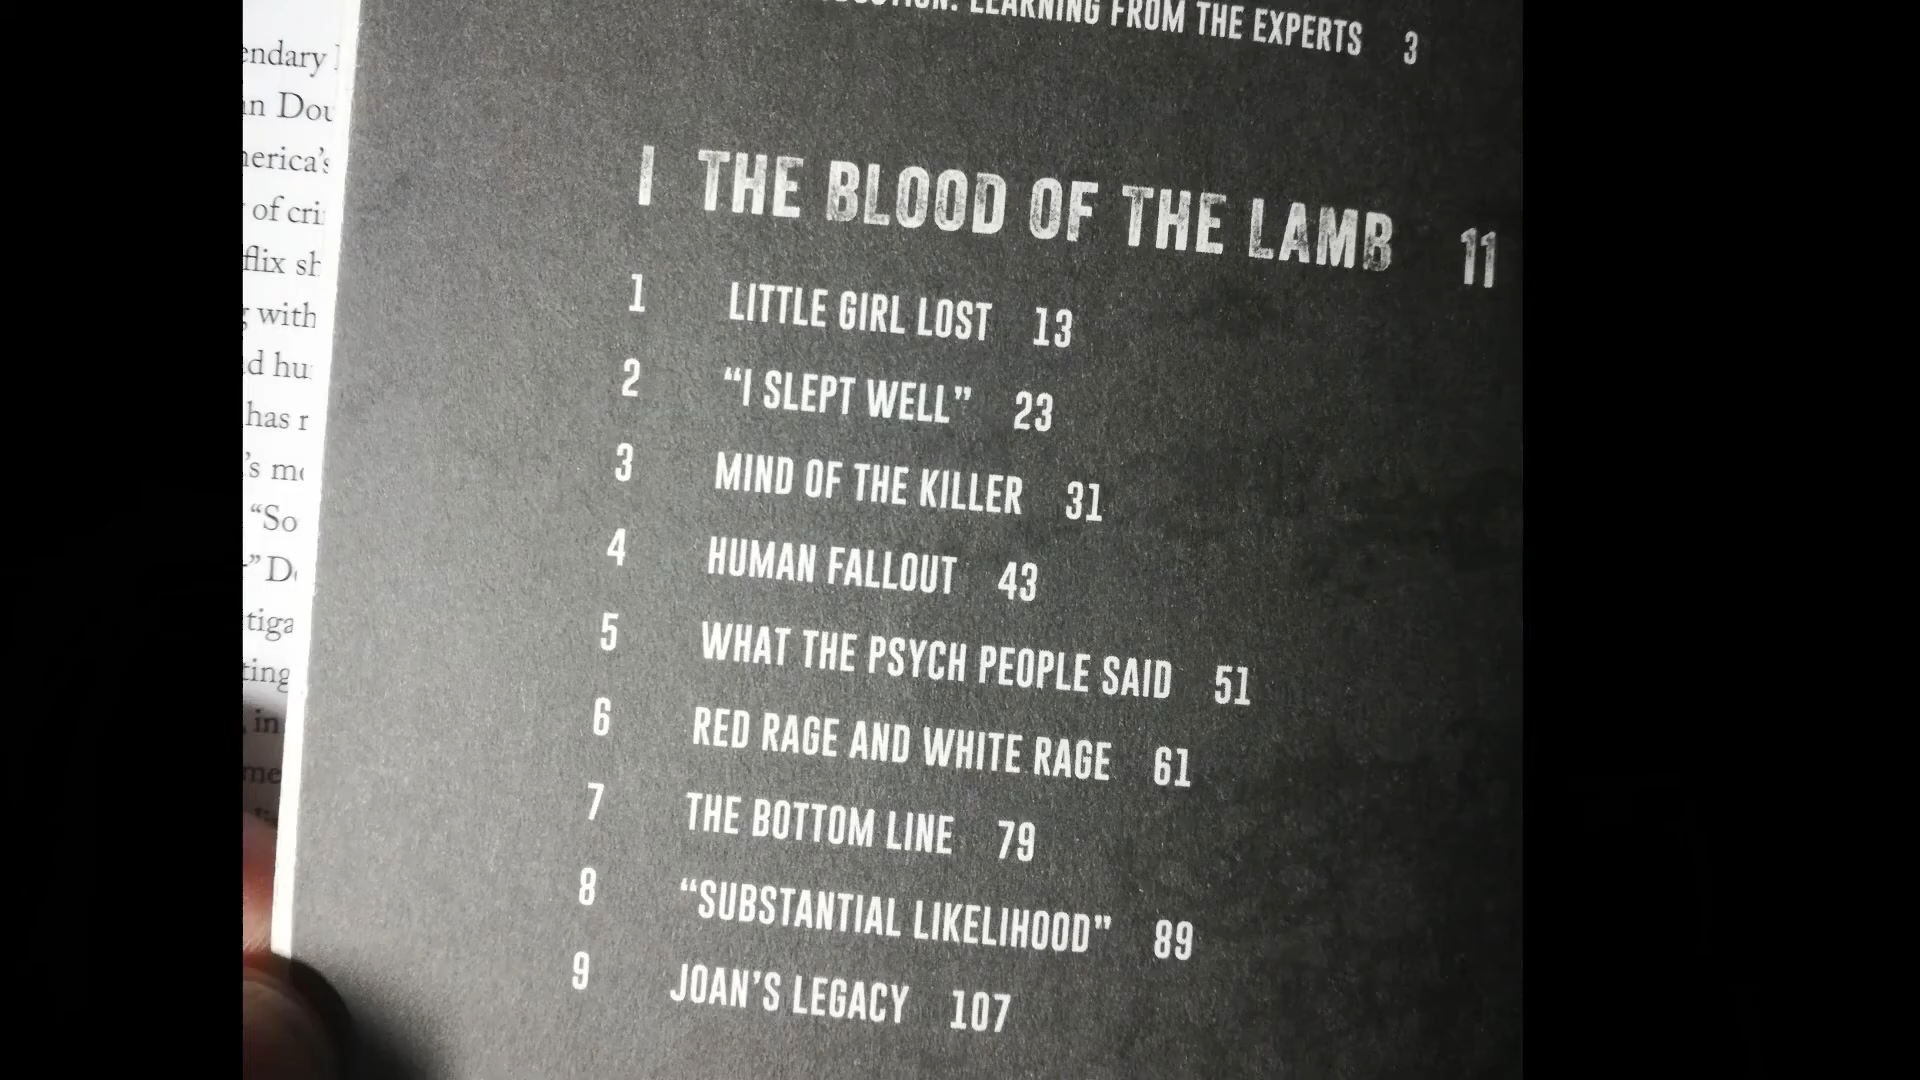 LEARNING FROM THE EXPERTS 3
I THE BLOOD OF THE LAMB 11
1 LITTLE GIRL LOST 13
2 “I SLEPT WELL” 23
3 MIND OF THE KILLER 31
4 HUMAN FALLOUT 43
5 WHAT THE PSYCH PEOPLE SAID 51
6 RED RAGE AND WHITE RAGE 61
7 THE BOTTOM LINE 79
8 “SUBSTANTIAL LIKELIHOOD” 89
9 JOAN’S LEGACY 107
endary
n Dou
nerica’s
of cri
flix sh
with
d hu
has r
’s mo
“So
” D
tiga
ting
in
me